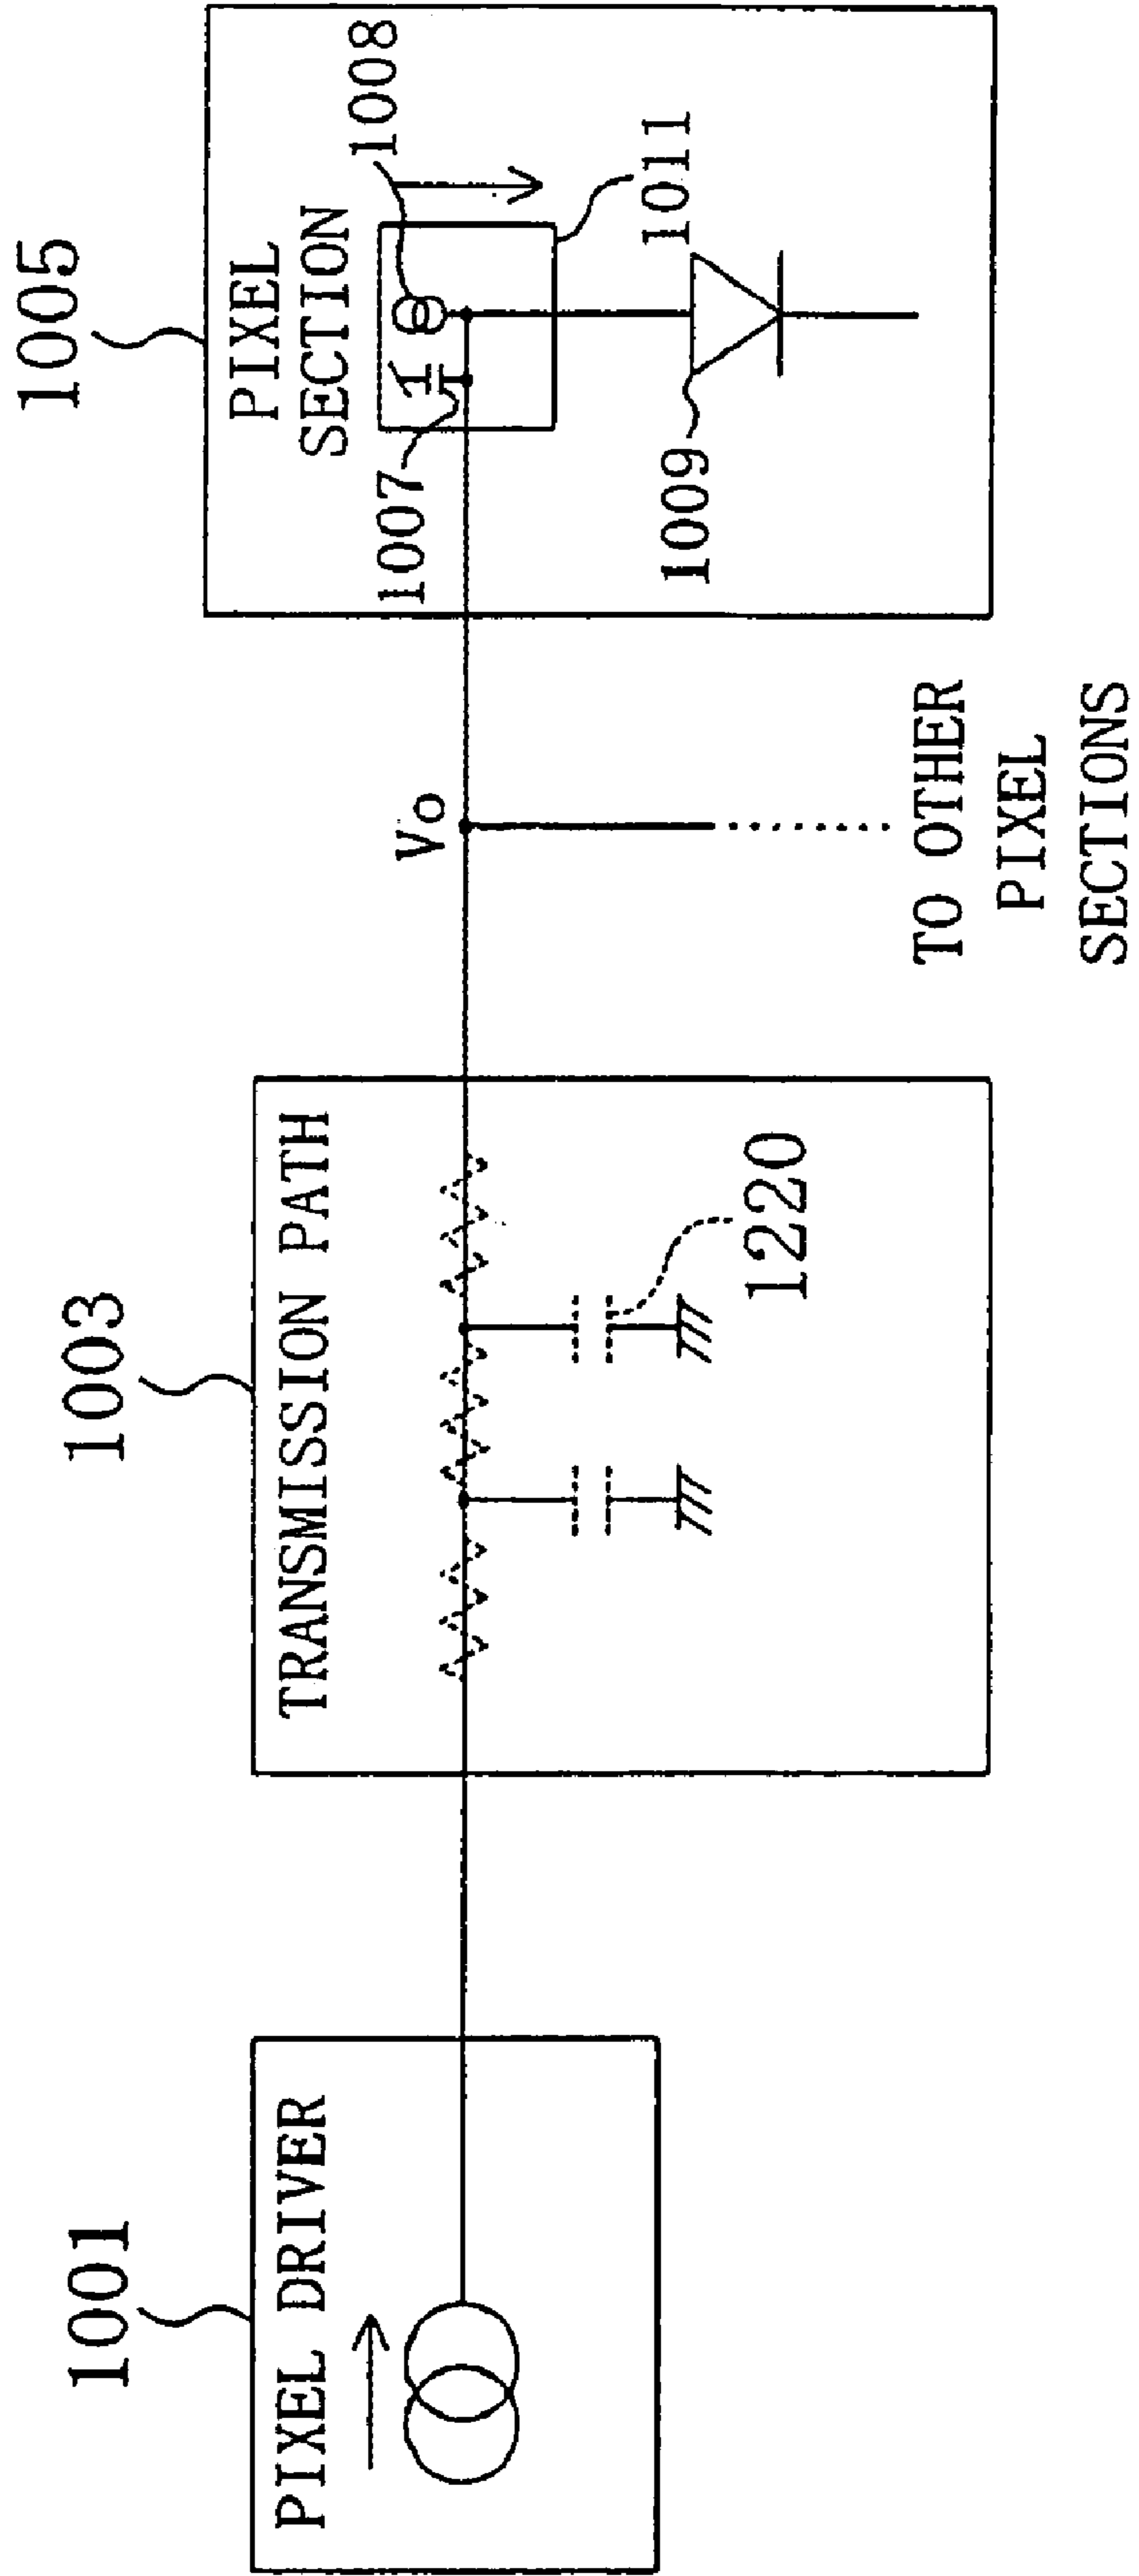 1001
PIXEL DRIVER
1003
TRANSMISSION PATH
1220
Vo
TO OTHER
PIXEL
SECTIONS
1005
PIXEL
SECTION
1007
1008
1009
1011